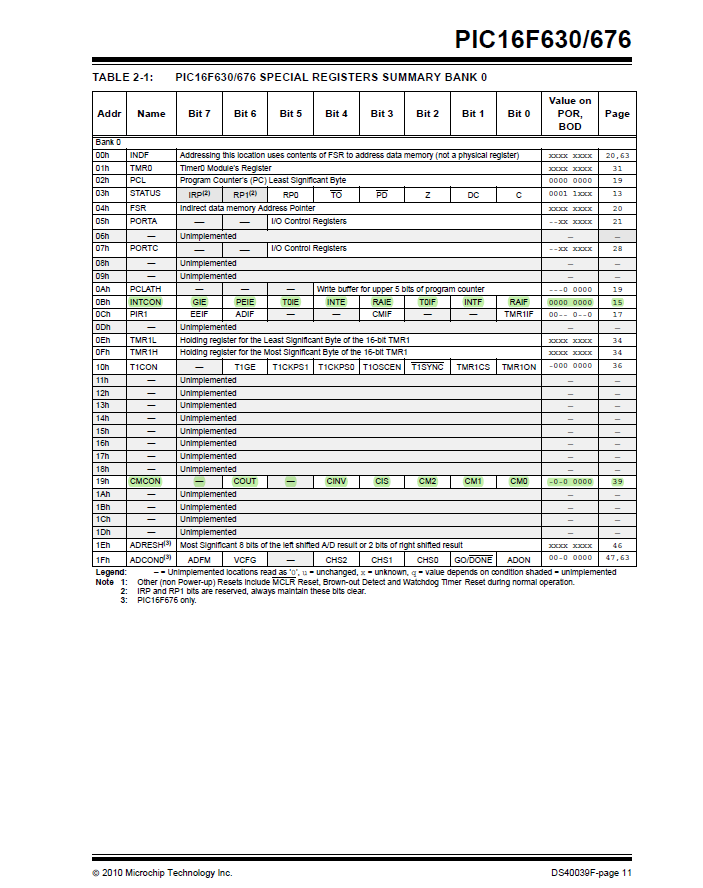 PIC16F630/676
TABLE 2-1: PIC16F630/676 SPECIAL REGISTERS SUMMARY BANK 0
Addr Name Bit 7 Bit 6 Bit 5 Bit 4 Bit 3 Bit 2 Bit 1 Bit 0 Value on POR, BOD Page
Bank 0
00h INDF Addressing this location uses contents of FSR to address data memory (not a physical register) xxxx xxxx 20,63
01h TMR0 Timer0 Module's Register xxxx xxxx 31
02h PCL Program Counter's (PC) Least Significant Byte 0000 0000 19
03h STATUS IRP(2) RP1(2) RP0 TO PD Z DC C 0001 1xxx 13
04h FSR Indirect data memory Address Pointer xxxx xxxx 20
05h PORTA — — I/O Control Registers --xx xxxx 21
06h — Unimplemented — —
07h PORTC — — I/O Control Registers --xx xxxx 28
08h — Unimplemented — —
09h — Unimplemented — —
0Ah PCLATH — — — Write buffer for upper 5 bits of program counter ---0 0000 19
0Bh INTCON GIE PEIE T0IE INTE RAIE T0IF INTF RAIF 0000 0000 15
0Ch PIR1 EEIF ADIF — — CMIF — — TMR1IF 00-- 0--0 17
0Dh — Unimplemented — —
0Eh TMR1L Holding register for the Least Significant Byte of the 16-bit TMR1 xxxx xxxx 34
0Fh TMR1H Holding register for the Most Significant Byte of the 16-bit TMR1 xxxx xxxx 34
10h T1CON — T1GE T1CKPS1 T1CKPS0 T1OSCEN T1SYNC TMR1CS TMR1ON -000 0000 36
11h — Unimplemented — —
12h — Unimplemented — —
13h — Unimplemented — —
14h — Unimplemented — —
15h — Unimplemented — —
16h — Unimplemented — —
17h — Unimplemented — —
18h — Unimplemented — —
19h CMCON — COUT — CINV CIS CM2 CM1 CM0 -0-0 0000 39
1Ah — Unimplemented — —
1Bh — Unimplemented — —
1Ch — Unimplemented — —
1Dh — Unimplemented — —
1Eh ADRESH(3) Most Significant 8 bits of the left shifted A/D result or 2 bits of right shifted result xxxx xxxx 46
1Fh ADCON0(3) ADFM VCFG — CHS2 CHS1 CHS0 GO/DONE ADON 00-0 0000 47,63
Legend: – = Unimplemented locations read as '0', u = unchanged, x = unknown, q = value depends on condition shaded = unimplemented
Note 1: Other (non Power-up) Resets include MCLR Reset, Brown-out Detect and Watchdog Timer Reset during normal operation.
2: IRP and RP1 bits are reserved, always maintain these bits clear.
3: PIC16F676 only.
© 2010 Microchip Technology Inc. DS40039F-page 11